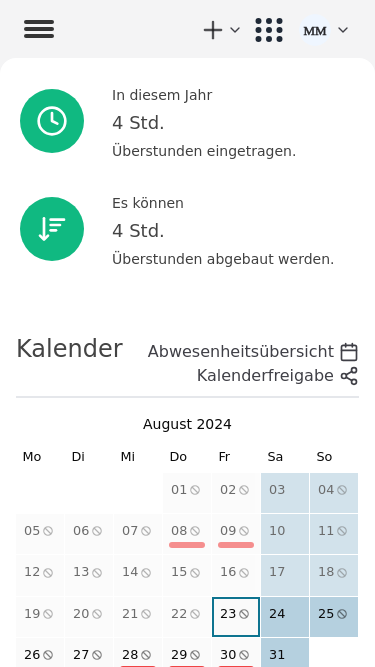 MM
In diesem Jahr
4 Std.
Überstunden eingetragen.
Es können
4 Std.
Überstunden abgebaut werden.
Kalender
Abwesenheitsübersicht
Kalenderfreigabe
August 2024
Mo Di Mi Do Fr Sa So
01 02 03 04
05 06 07 08 09 10 11
12 13 14 15 16 17 18
19 20 21 22 23 24 25
26 27 28 29 30 31